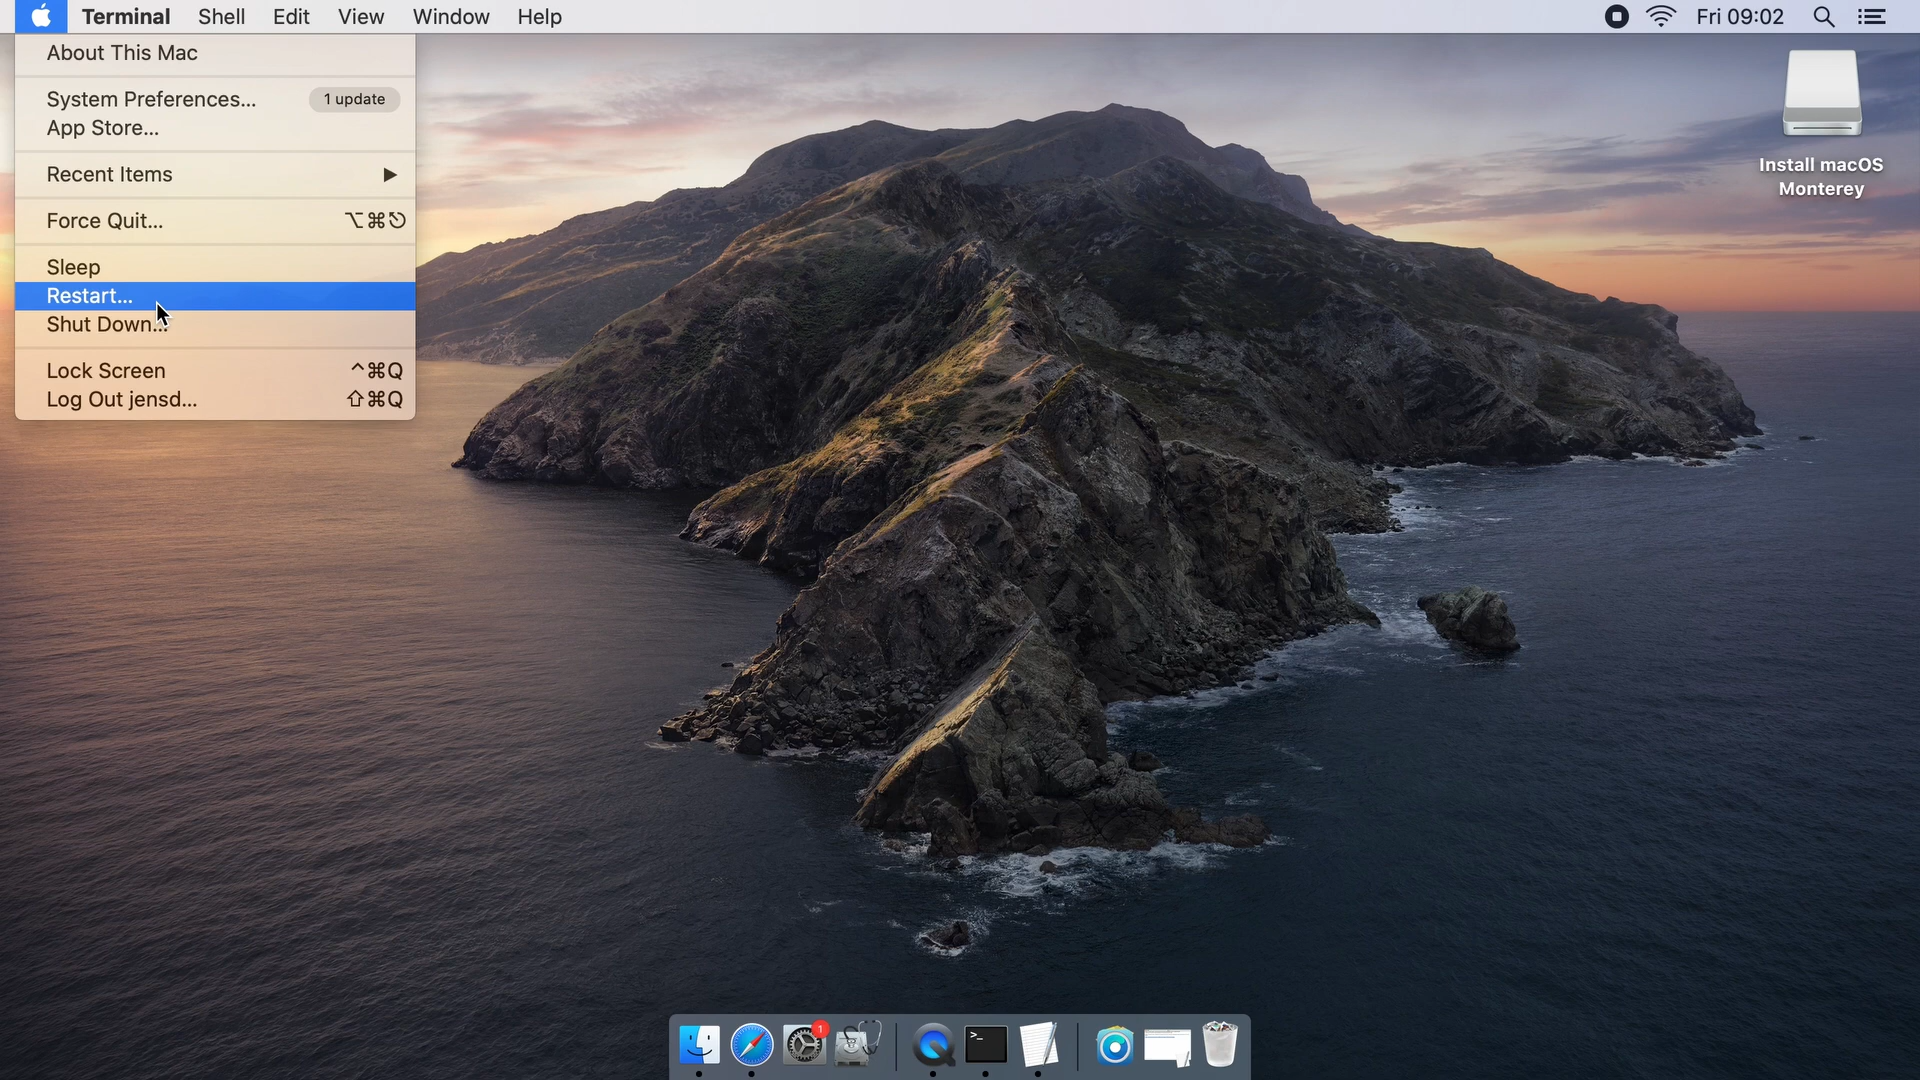 Terminal Shell Edit View Window Help Fri 09:02
About This Mac
System Preferences... 1 update
App Store...
Recent Items
Force Quit... ⌥⌘⎋
Sleep
Restart...
Shut Down...
Lock Screen ^⌘Q
Log Out jensd... ⇧⌘Q
Install macOS
Monterey
1
>_